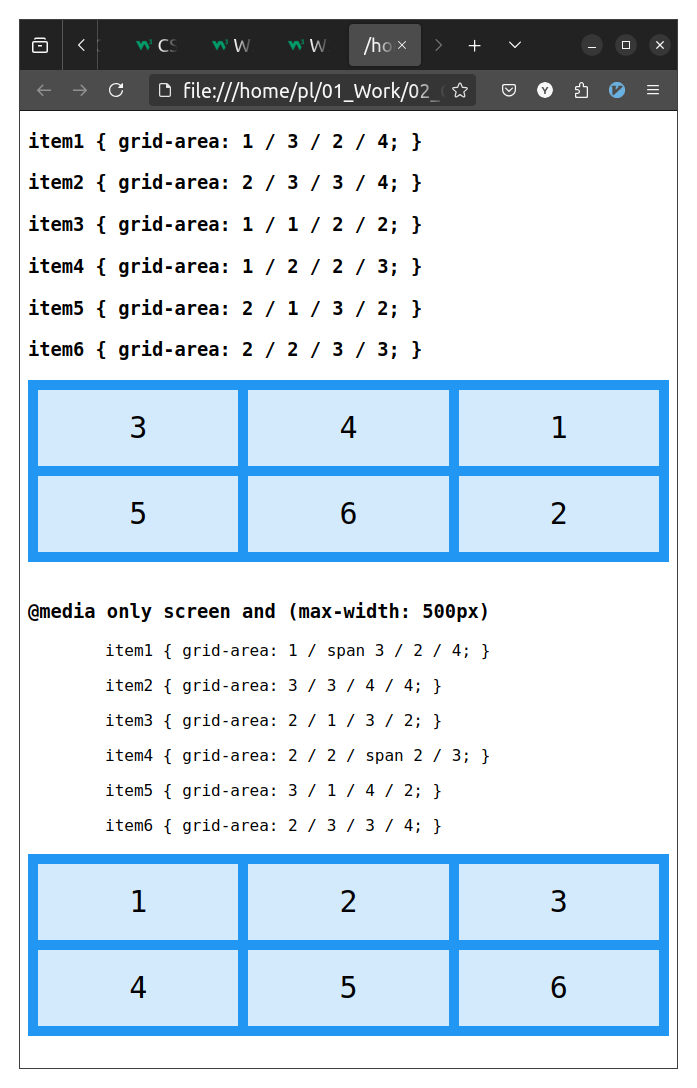 CS
W
W
/ho
file:///home/pl/01_Work/02_
item1 { grid-area: 1 / 3 / 2 / 4; }
item2 { grid-area: 2 / 3 / 3 / 4; }
item3 { grid-area: 1 / 1 / 2 / 2; }
item4 { grid-area: 1 / 2 / 2 / 3; }
item5 { grid-area: 2 / 1 / 3 / 2; }
item6 { grid-area: 2 / 2 / 3 / 3; }
3 4 1
5 6 2
@media only screen and (max-width: 500px)
item1 { grid-area: 1 / span 3 / 2 / 4; }
item2 { grid-area: 3 / 3 / 4 / 4; }
item3 { grid-area: 2 / 1 / 3 / 2; }
item4 { grid-area: 2 / 2 / span 2 / 3; }
item5 { grid-area: 3 / 1 / 4 / 2; }
item6 { grid-area: 2 / 3 / 3 / 4; }
1 2 3
4 5 6